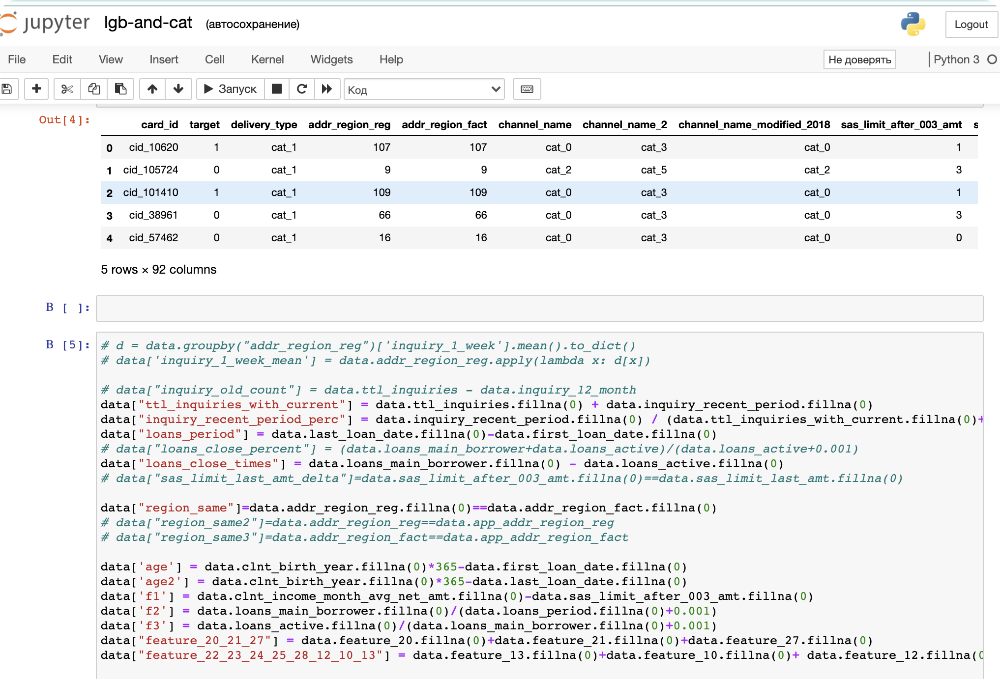 jupyter lgb-and-cat (автосохранение) Logout
File Edit View Insert Cell Kernel Widgets Help Не доверять Python 3
Запуск Код
Out[4]:
card_id target delivery_type addr_region_reg addr_region_fact channel_name channel_name_2 channel_name_modified_2018 sas_limit_after_003_amt s
0 cid_10620 1 cat_1 107 107 cat_0 cat_3 cat_0 1
1 cid_105724 0 cat_1 9 9 cat_2 cat_5 cat_2 3
2 cid_101410 1 cat_1 109 109 cat_0 cat_3 cat_0 1
3 cid_38961 0 cat_1 66 66 cat_0 cat_3 cat_0 3
4 cid_57462 0 cat_1 16 16 cat_0 cat_3 cat_0 0
5 rows × 92 columns
В [ ]:
В [5]:
# d = data.groupby("addr_region_reg")['inquiry_1_week'].mean().to_dict()
# data['inquiry_1_week_mean'] = data.addr_region_reg.apply(lambda x: d[x])
# data["inquiry_old_count"] = data.ttl_inquiries - data.inquiry_12_month
data["ttl_inquiries_with_current"] = data.ttl_inquiries.fillna(0) + data.inquiry_recent_period.fillna(0)
data["inquiry_recent_period_perc"] = data.inquiry_recent_period.fillna(0) / (data.ttl_inquiries_with_current.fillna(0)+
data["loans_period"] = data.last_loan_date.fillna(0)-data.first_loan_date.fillna(0)
# data["loans_close_percent"] = (data.loans_main_borrower+data.loans_active)/(data.loans_active+0.001)
data["loans_close_times"] = data.loans_main_borrower.fillna(0) - data.loans_active.fillna(0)
# data["sas_limit_last_amt_delta"]=data.sas_limit_after_003_amt.fillna(0)==data.sas_limit_last_amt.fillna(0)
data["region_same"]=data.addr_region_reg.fillna(0)==data.addr_region_fact.fillna(0)
# data["region_same2"]=data.addr_region_reg==data.app_addr_region_reg
# data["region_same3"]=data.addr_region_fact==data.app_addr_region_fact
data['age'] = data.clnt_birth_year.fillna(0)*365-data.first_loan_date.fillna(0)
data['age2'] = data.clnt_birth_year.fillna(0)*365-data.last_loan_date.fillna(0)
data['f1'] = data.clnt_income_month_avg_net_amt.fillna(0)-data.sas_limit_after_003_amt.fillna(0)
data['f2'] = data.loans_main_borrower.fillna(0)/(data.loans_period.fillna(0)+0.001)
data['f3'] = data.loans_active.fillna(0)/(data.loans_main_borrower.fillna(0)+0.001)
data["feature_20_21_27"] = data.feature_20.fillna(0)+data.feature_21.fillna(0)+data.feature_27.fillna(0)
data["feature_22_23_24_25_28_12_10_13"] = data.feature_13.fillna(0)+data.feature_10.fillna(0)+ data.feature_12.fillna(0